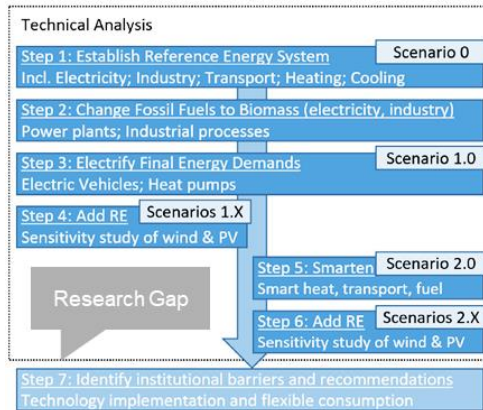 Technical Analysis
Step 1: Establish Reference Energy System
Scenario 0
Incl. Electricity; Industry; Transport; Heating; Cooling
Step 2: Change Fossil Fuels to Biomass (electricity, industry)
Power plants; Industrial processes
Step 3: Electrify Final Energy Demands
Scenario 1.0
Electric Vehicles; Heat pumps
Step 4: Add RE
Scenarios 1.X
Sensitivity study of wind & PV
Step 5: Smarten
Scenario 2.0
Smart heat, transport, fuel
Research Gap
Step 6: Add RE
Scenarios 2.X
Sensitivity study of wind & PV
Step 7: Identify institutional barriers and recommendations
Technology implementation and flexible consumption